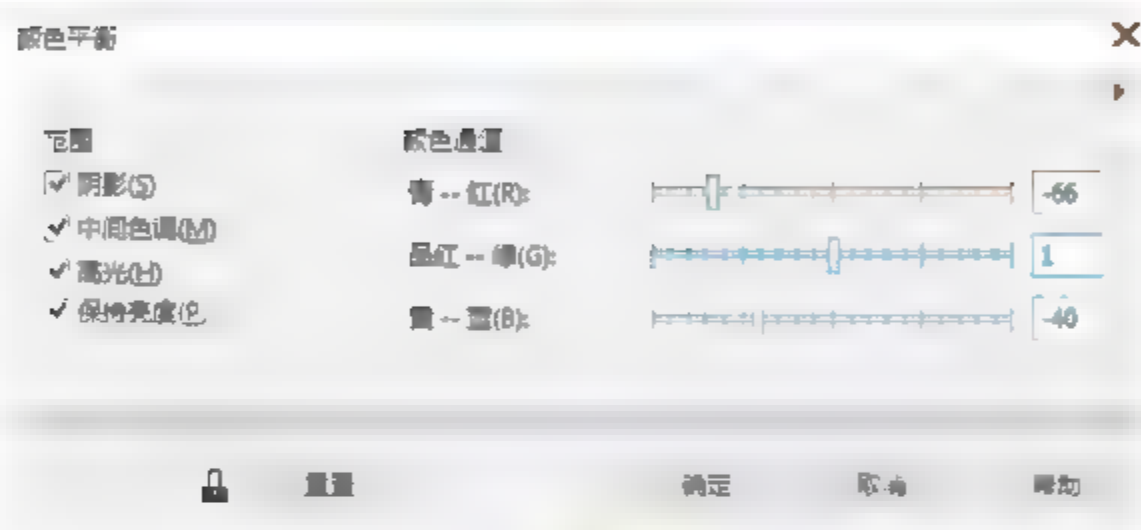 颜色平衡
范围
颜色通道
阴影(S)
青 -- 红(R): -66
中间色调(M)
品红 -- 绿(G): 1
高光(H)
保持亮度(P)
黄 -- 蓝(B): -40
重置 确定 取消 帮助